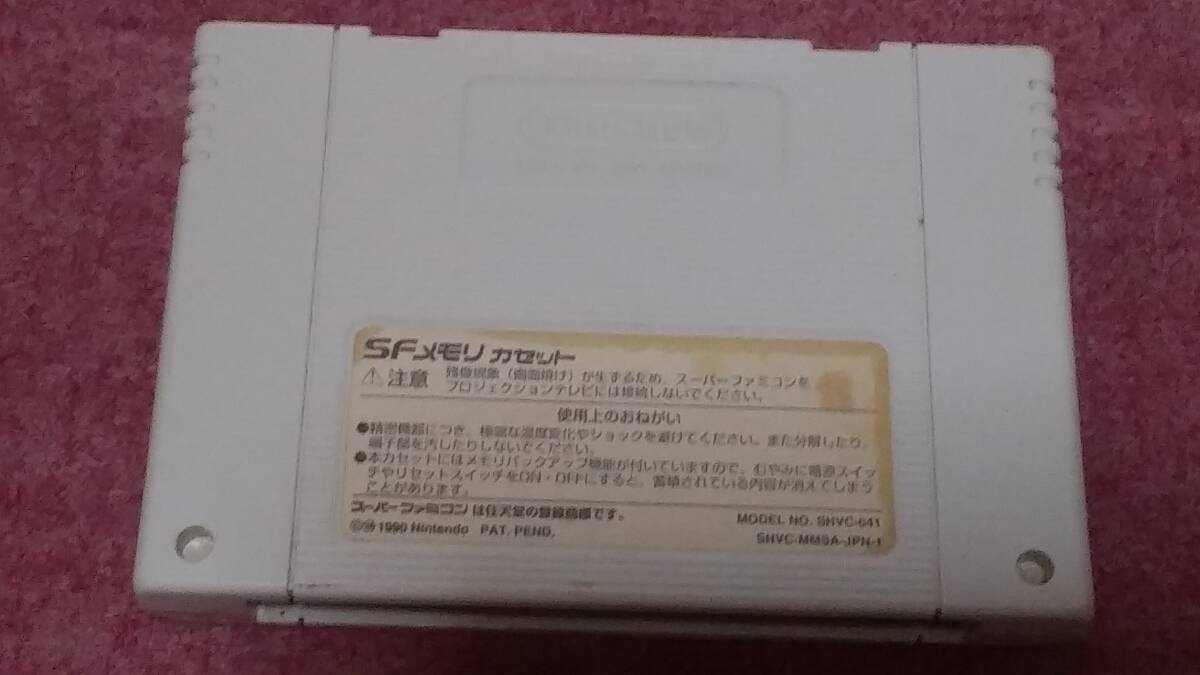 SFメモリ カセット
⚠ 注意
残像現象（画面焼け）が生ずるため、スーパーファミコンを
プロジェクションテレビには接続しないでください。
使用上のおねがい
●精密機器につき、極端な温度変化やショックを避けてください。また分解したり、
端子部を汚したりしないでください。
●本カセットにはメモリバックアップ機能が付いていますので、むやみに電源スイッ
チやリセットスイッチをON・OFFにすると、蓄積されている内容が消えてしまう
ことがあります。
スーパーファミコンは任天堂の登録商標です。
MODEL NO. SHVC-641
©1990 Nintendo PAT. PEND.
SHVC-MMSA-JPN-1